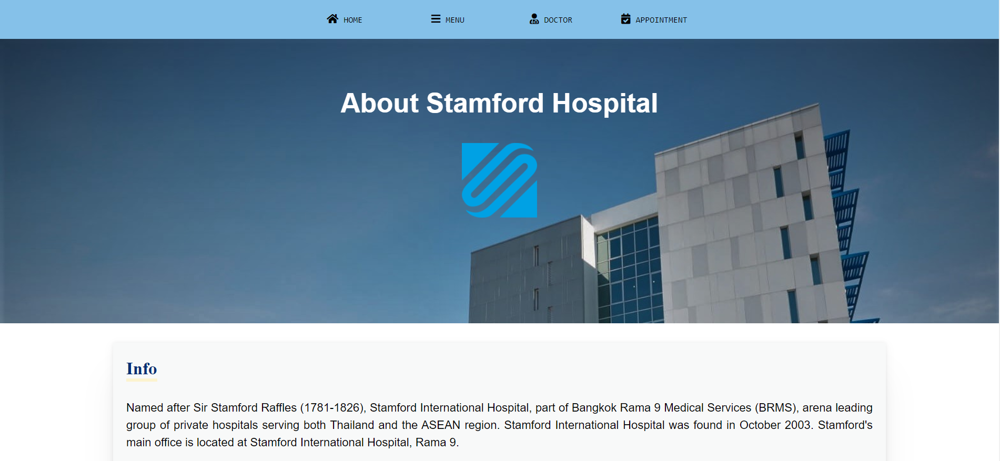 HOME MENU DOCTOR APPOINTMENT
About Stamford Hospital
Info
Named after Sir Stamford Raffles (1781-1826), Stamford International Hospital, part of Bangkok Rama 9 Medical Services (BRMS), arena leading
group of private hospitals serving both Thailand and the ASEAN region. Stamford International Hospital was found in October 2003. Stamford's
main office is located at Stamford International Hospital, Rama 9.